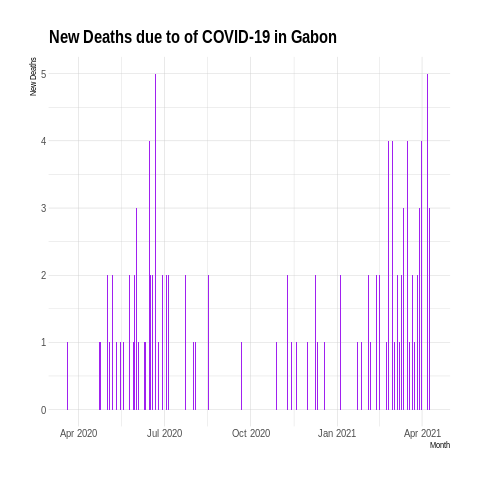 New Deaths due to of COVID-19 in Gabon
New Deaths
5
4
3
2
1
0
Apr 2020 Jul 2020 Oct 2020 Jan 2021 Apr 2021
Month